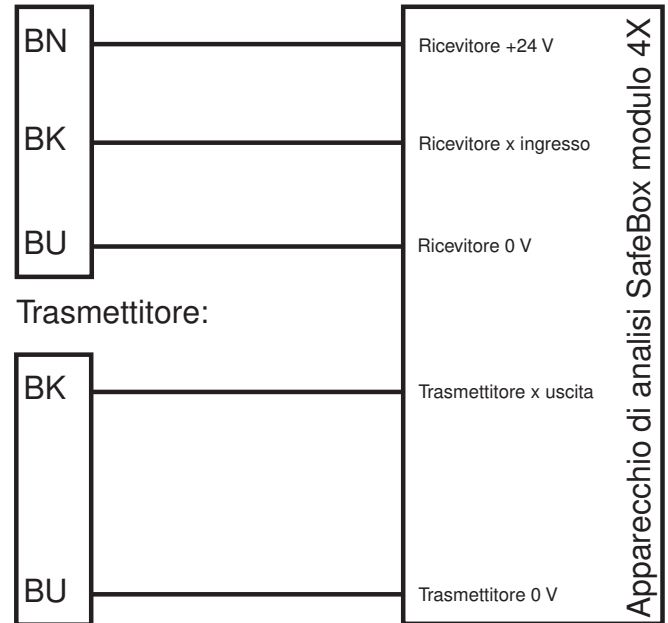 BN
Ricevitore +24 V
BK
Ricevitore x ingresso
BU
Ricevitore 0 V
Trasmettitore:
BK
Trasmettitore x uscita
BU
Trasmettitore 0 V
Apparecchio di analisi SafeBox modulo 4X